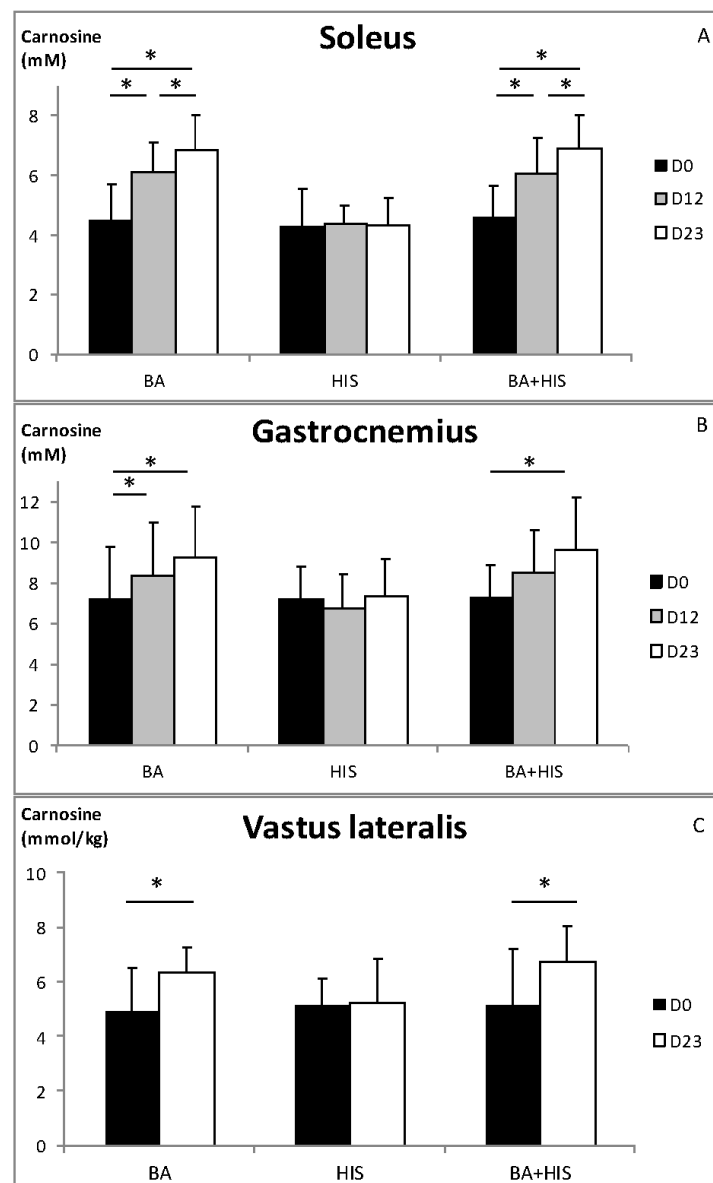 Carnosine
(mM)
Soleus
A
*
*
* *
* *
8
6
4
2
0
D0
D12
D23
BA HIS BA+HIS
Carnosine
(mM)
Gastrocnemius
B
*
*
*
12
10
8
6
4
2
0
D0
D12
D23
BA HIS BA+HIS
Carnosine
(mmol/kg)
Vastus lateralis
C
*
*
10
8
6
4
2
0
D0
D23
BA HIS BA+HIS